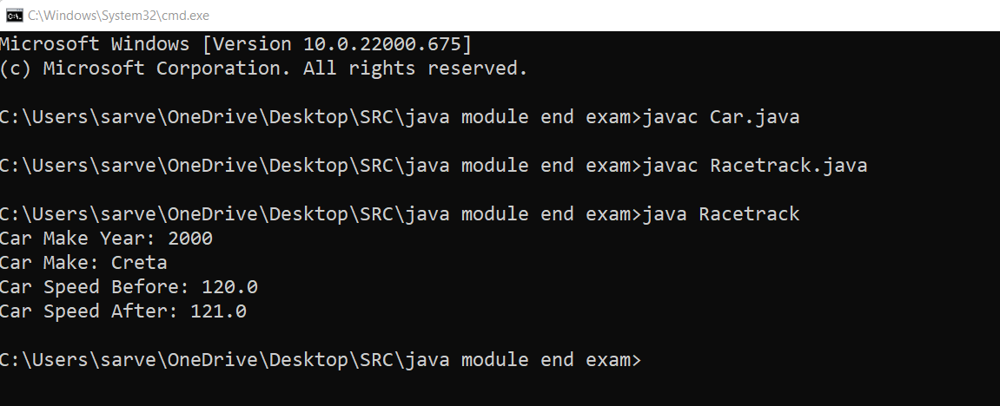 C:\Windows\System32\cmd.exe
Microsoft Windows [Version 10.0.22000.675]
(c) Microsoft Corporation. All rights reserved.
C:\Users\sarve\OneDrive\Desktop\SRC\java module end exam>javac Car.java
C:\Users\sarve\OneDrive\Desktop\SRC\java module end exam>javac Racetrack.java
C:\Users\sarve\OneDrive\Desktop\SRC\java module end exam>java Racetrack
Car Make Year: 2000
Car Make: Creta
Car Speed Before: 120.0
Car Speed After: 121.0
C:\Users\sarve\OneDrive\Desktop\SRC\java module end exam>